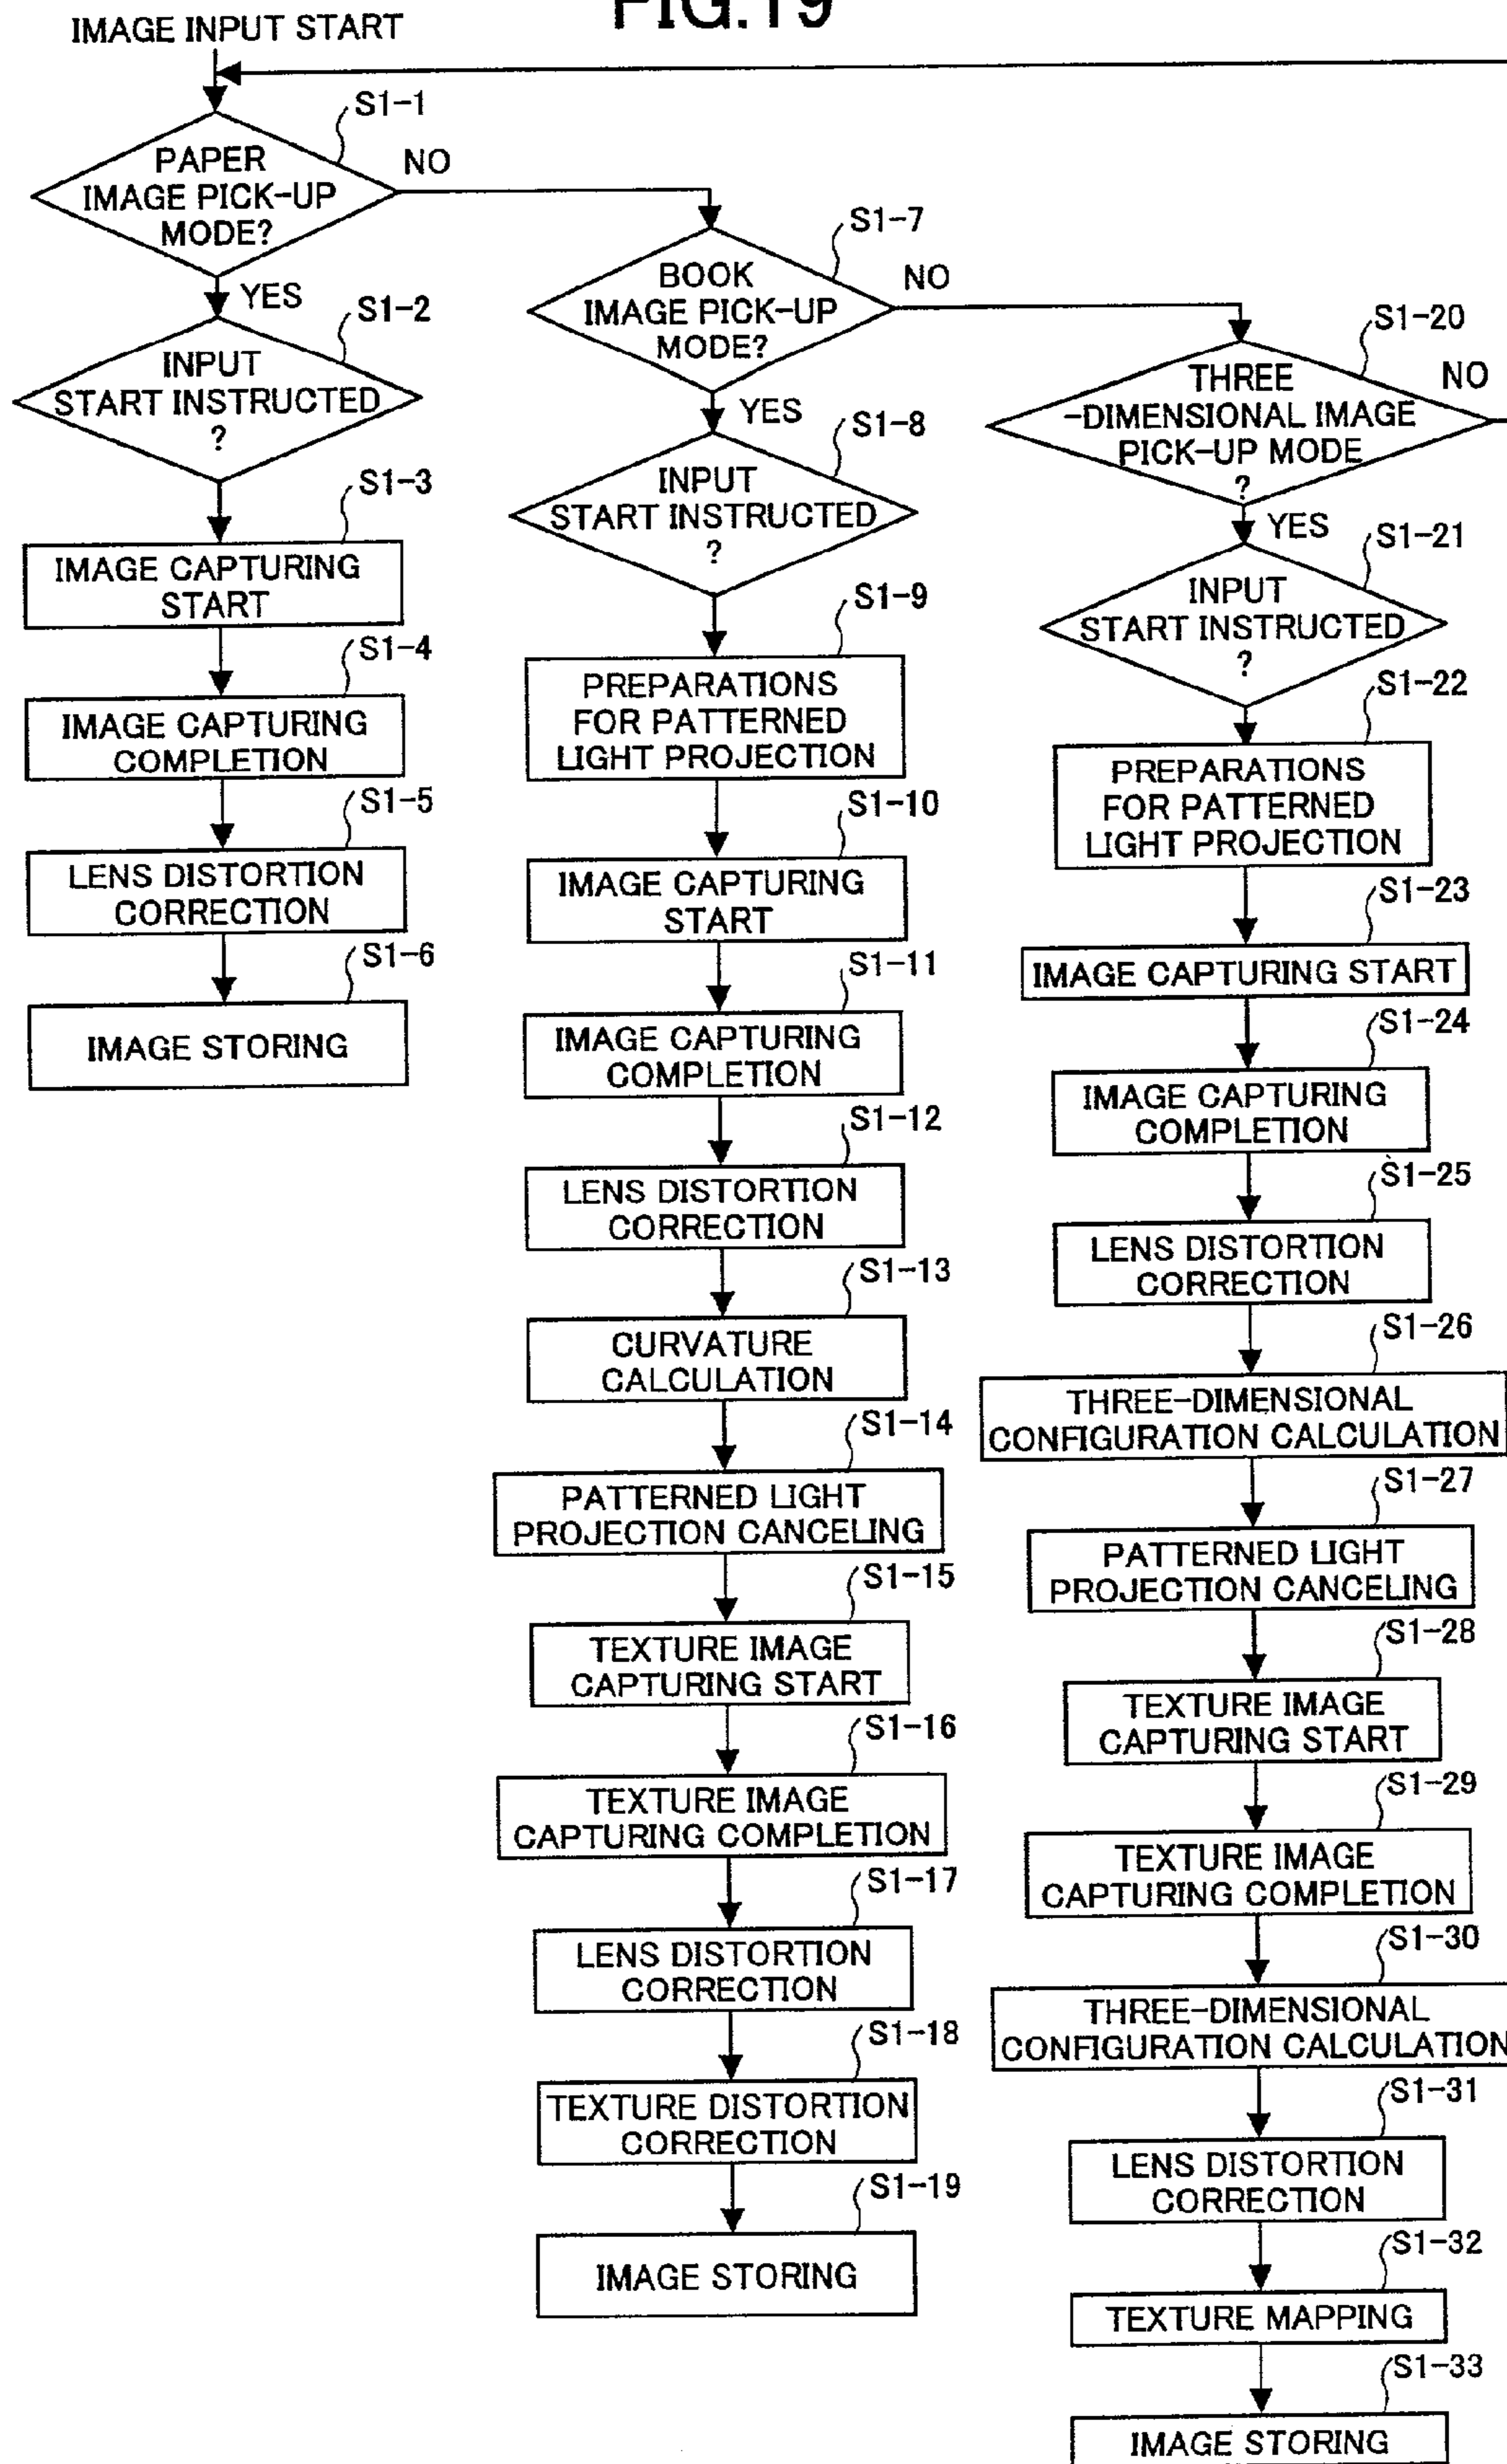 FIG.19
IMAGE INPUT START
S1-1
PAPER
IMAGE PICK-UP
MODE?
NO
YES
S1-2
INPUT
START INSTRUCTED
?
S1-3
IMAGE CAPTURING
START
S1-4
IMAGE CAPTURING
COMPLETION
S1-5
LENS DISTORTION
CORRECTION
S1-6
IMAGE STORING
S1-7
BOOK
IMAGE PICK-UP
MODE?
NO
YES
S1-8
INPUT
START INSTRUCTED
?
S1-9
PREPARATIONS
FOR PATTERNED
LIGHT PROJECTION
S1-10
IMAGE CAPTURING
START
S1-11
IMAGE CAPTURING
COMPLETION
S1-12
LENS DISTORTION
CORRECTION
S1-13
CURVATURE
CALCULATION
S1-14
PATTERNED LIGHT
PROJECTION CANCELING
S1-15
TEXTURE IMAGE
CAPTURING START
S1-16
TEXTURE IMAGE
CAPTURING COMPLETION
S1-17
LENS DISTORTION
CORRECTION
S1-18
TEXTURE DISTORTION
CORRECTION
S1-19
IMAGE STORING
S1-20
THREE
-DIMENSIONAL IMAGE
PICK-UP MODE
?
NO
YES
S1-21
INPUT
START INSTRUCTED
?
S1-22
PREPARATIONS
FOR PATTERNED
LIGHT PROJECTION
S1-23
IMAGE CAPTURING START
S1-24
IMAGE CAPTURING
COMPLETION
S1-25
LENS DISTORTION
CORRECTION
S1-26
THREE-DIMENSIONAL
CONFIGURATION CALCULATION
S1-27
PATTERNED LIGHT
PROJECTION CANCELING
S1-28
TEXTURE IMAGE
CAPTURING START
S1-29
TEXTURE IMAGE
CAPTURING COMPLETION
S1-30
THREE-DIMENSIONAL
CONFIGURATION CALCULATION
S1-31
LENS DISTORTION
CORRECTION
S1-32
TEXTURE MAPPING
S1-33
IMAGE STORING